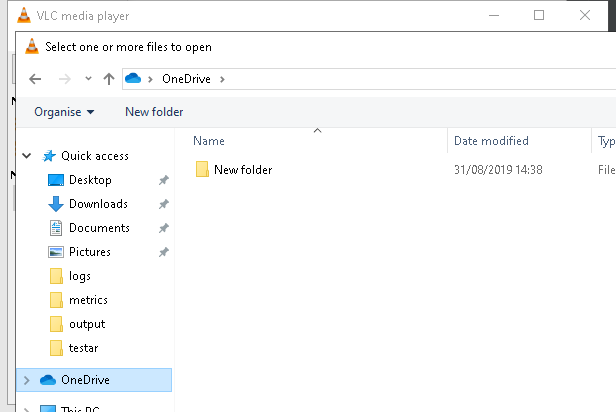 VLC media player
Select one or more files to open
OneDrive
Organise New folder
Name Date modified Typ
Quick access
New folder 31/08/2019 14:38 File
Desktop
Downloads
Documents
Pictures
logs
metrics
output
testar
OneDrive
This PC